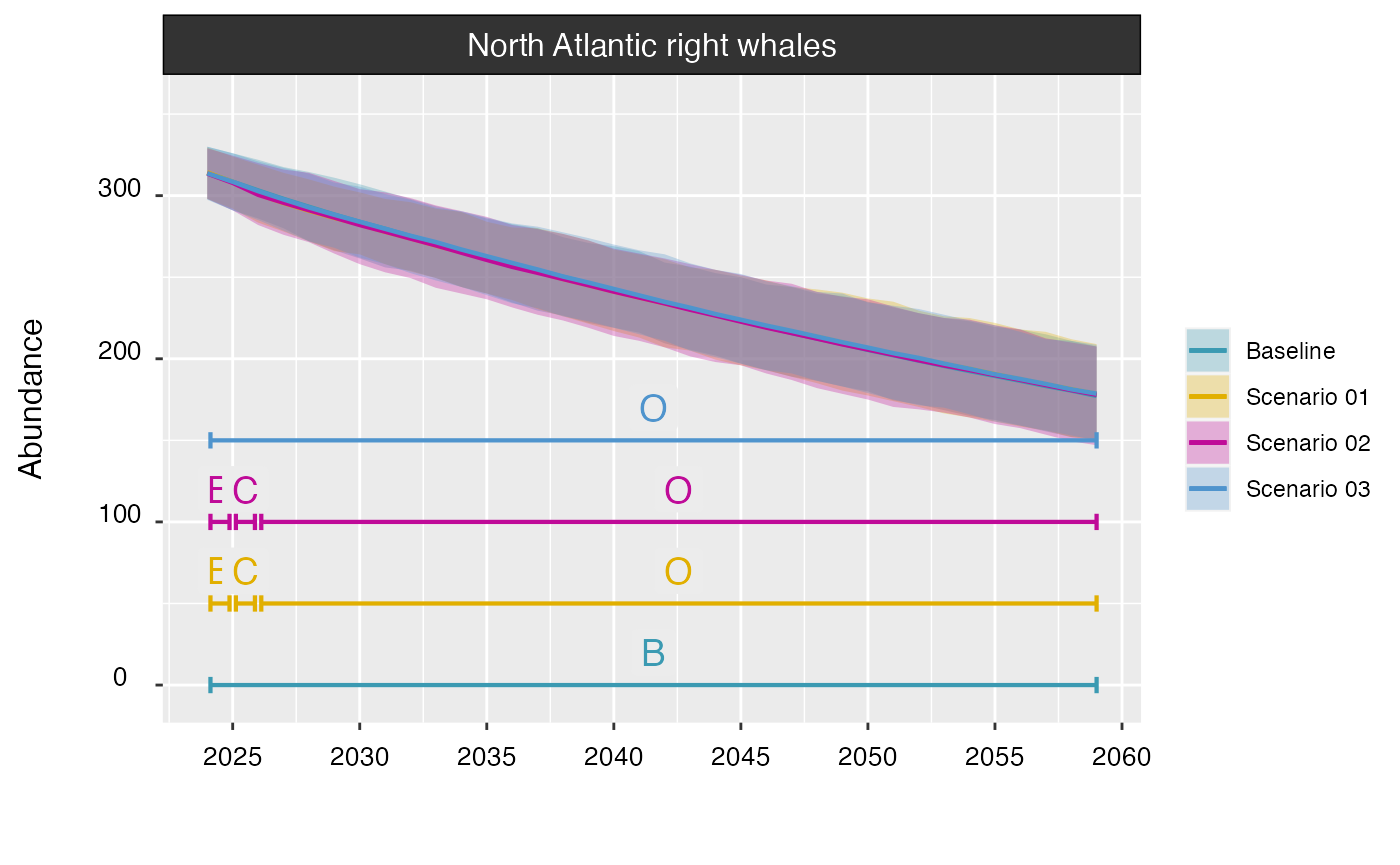 North Atlantic right whales
Abundance
300
200
100
0
O
B C O
B C O
B
2025 2030 2035 2040 2045 2050 2055 2060
Baseline
Scenario 01
Scenario 02
Scenario 03